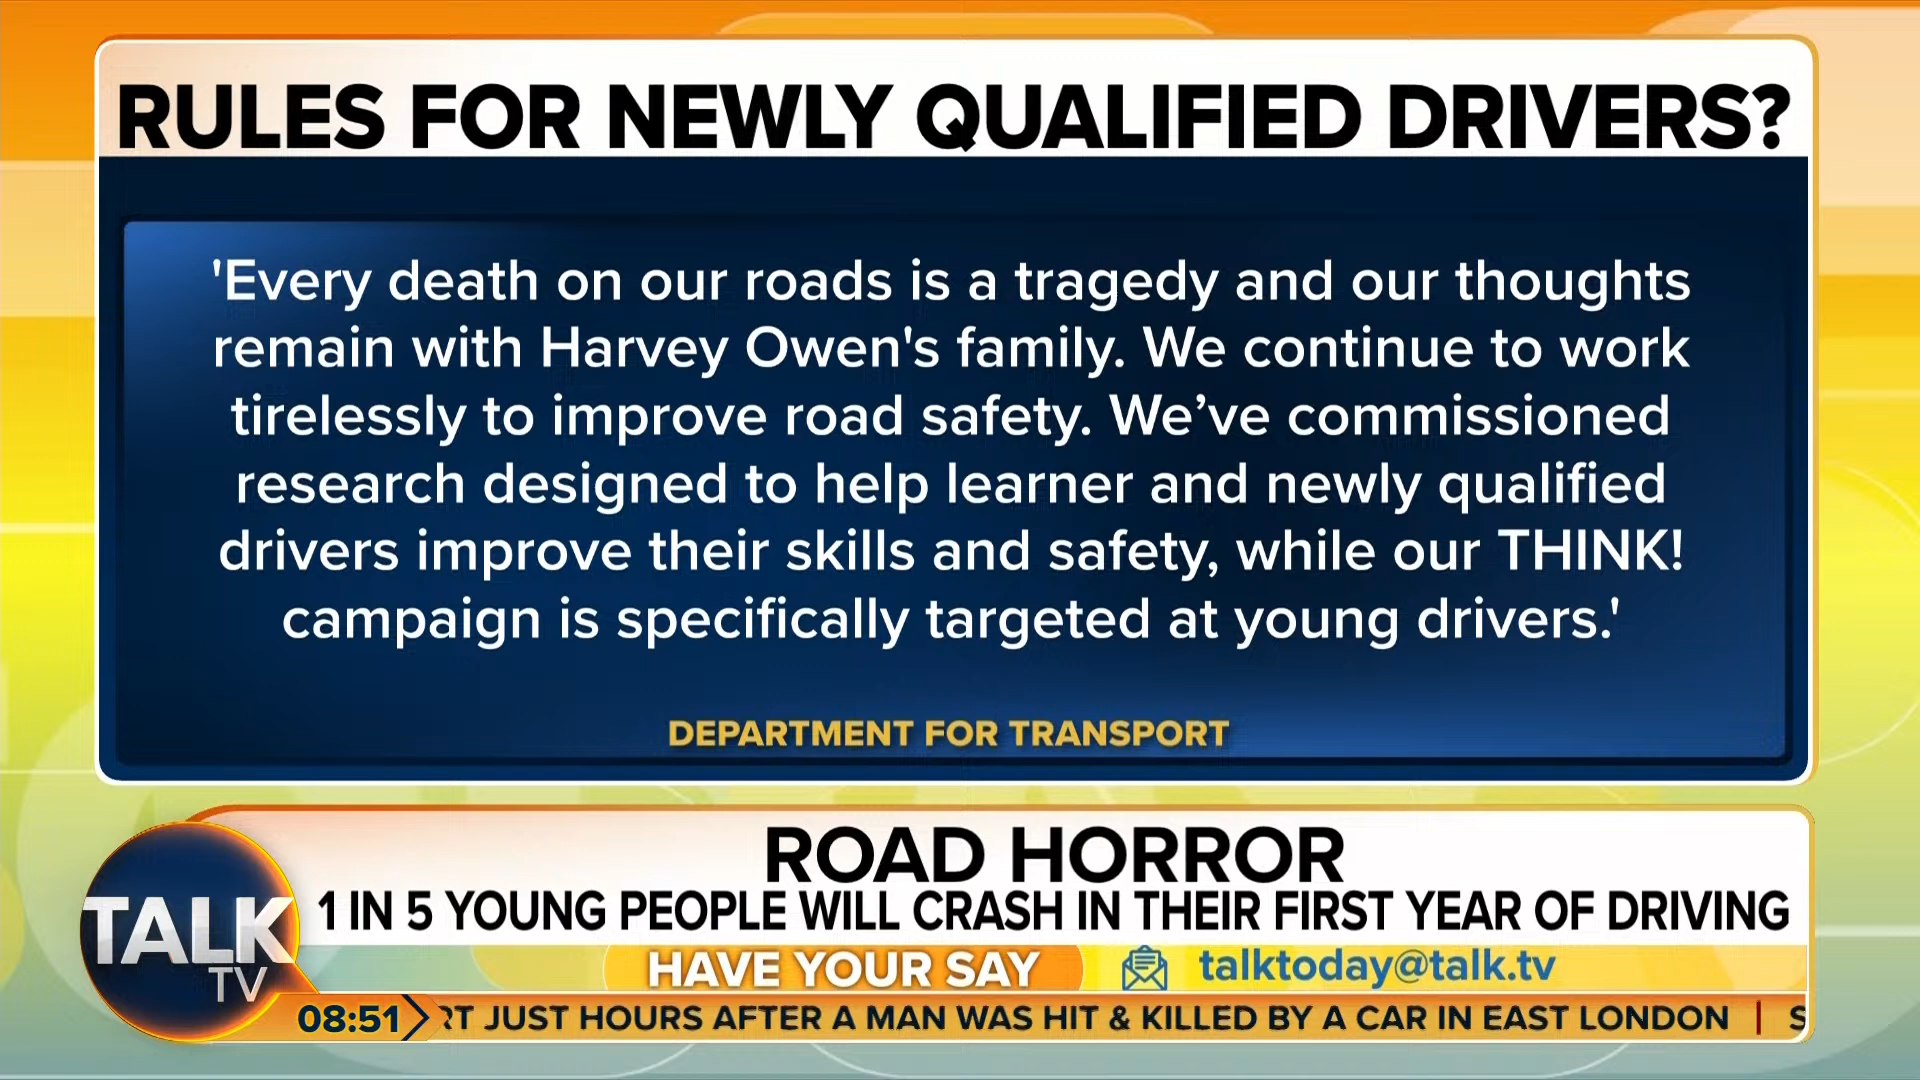 RULES FOR NEWLY QUALIFIED DRIVERS?
'Every death on our roads is a tragedy and our thoughts
remain with Harvey Owen's family. We continue to work
tirelessly to improve road safety. We’ve commissioned
research designed to help learner and newly qualified
drivers improve their skills and safety, while our THINK!
campaign is specifically targeted at young drivers.'
DEPARTMENT FOR TRANSPORT
ROAD HORROR
1 IN 5 YOUNG PEOPLE WILL CRASH IN THEIR FIRST YEAR OF DRIVING
TALK
TV
HAVE YOUR SAY
talktoday@talk.tv
08:51
JUST HOURS AFTER A MAN WAS HIT & KILLED BY A CAR IN EAST LONDON |